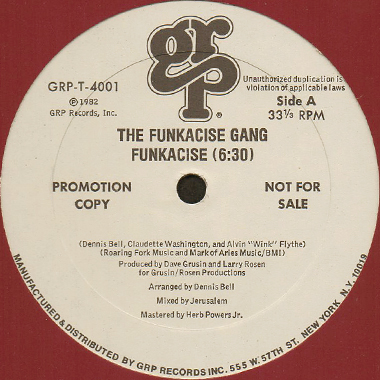 grp
®
GRP-T-4001
℗ 1982
GRP Records, Inc.
Unauthorized duplication is
violation of applicable laws
Side A
33⅓ RPM
THE FUNKACISE GANG
FUNKACISE (6:30)
PROMOTION
COPY
NOT FOR
SALE
(Dennis Bell, Claudette Washington, and Alvin "Wink" Flythe)
(Roaring Fork Music and Mark of Aries Music/BMI)
Produced by Dave Grusin and Larry Rosen
for Grusin/Rosen Productions
Arranged by Dennis Bell
Mixed by Jerusalem
Mastered by Herb Powers Jr.
MANUFACTURED & DISTRIBUTED BY GRP RECORDS INC. 555 W. 57TH ST. NEW YORK, N.Y. 10019